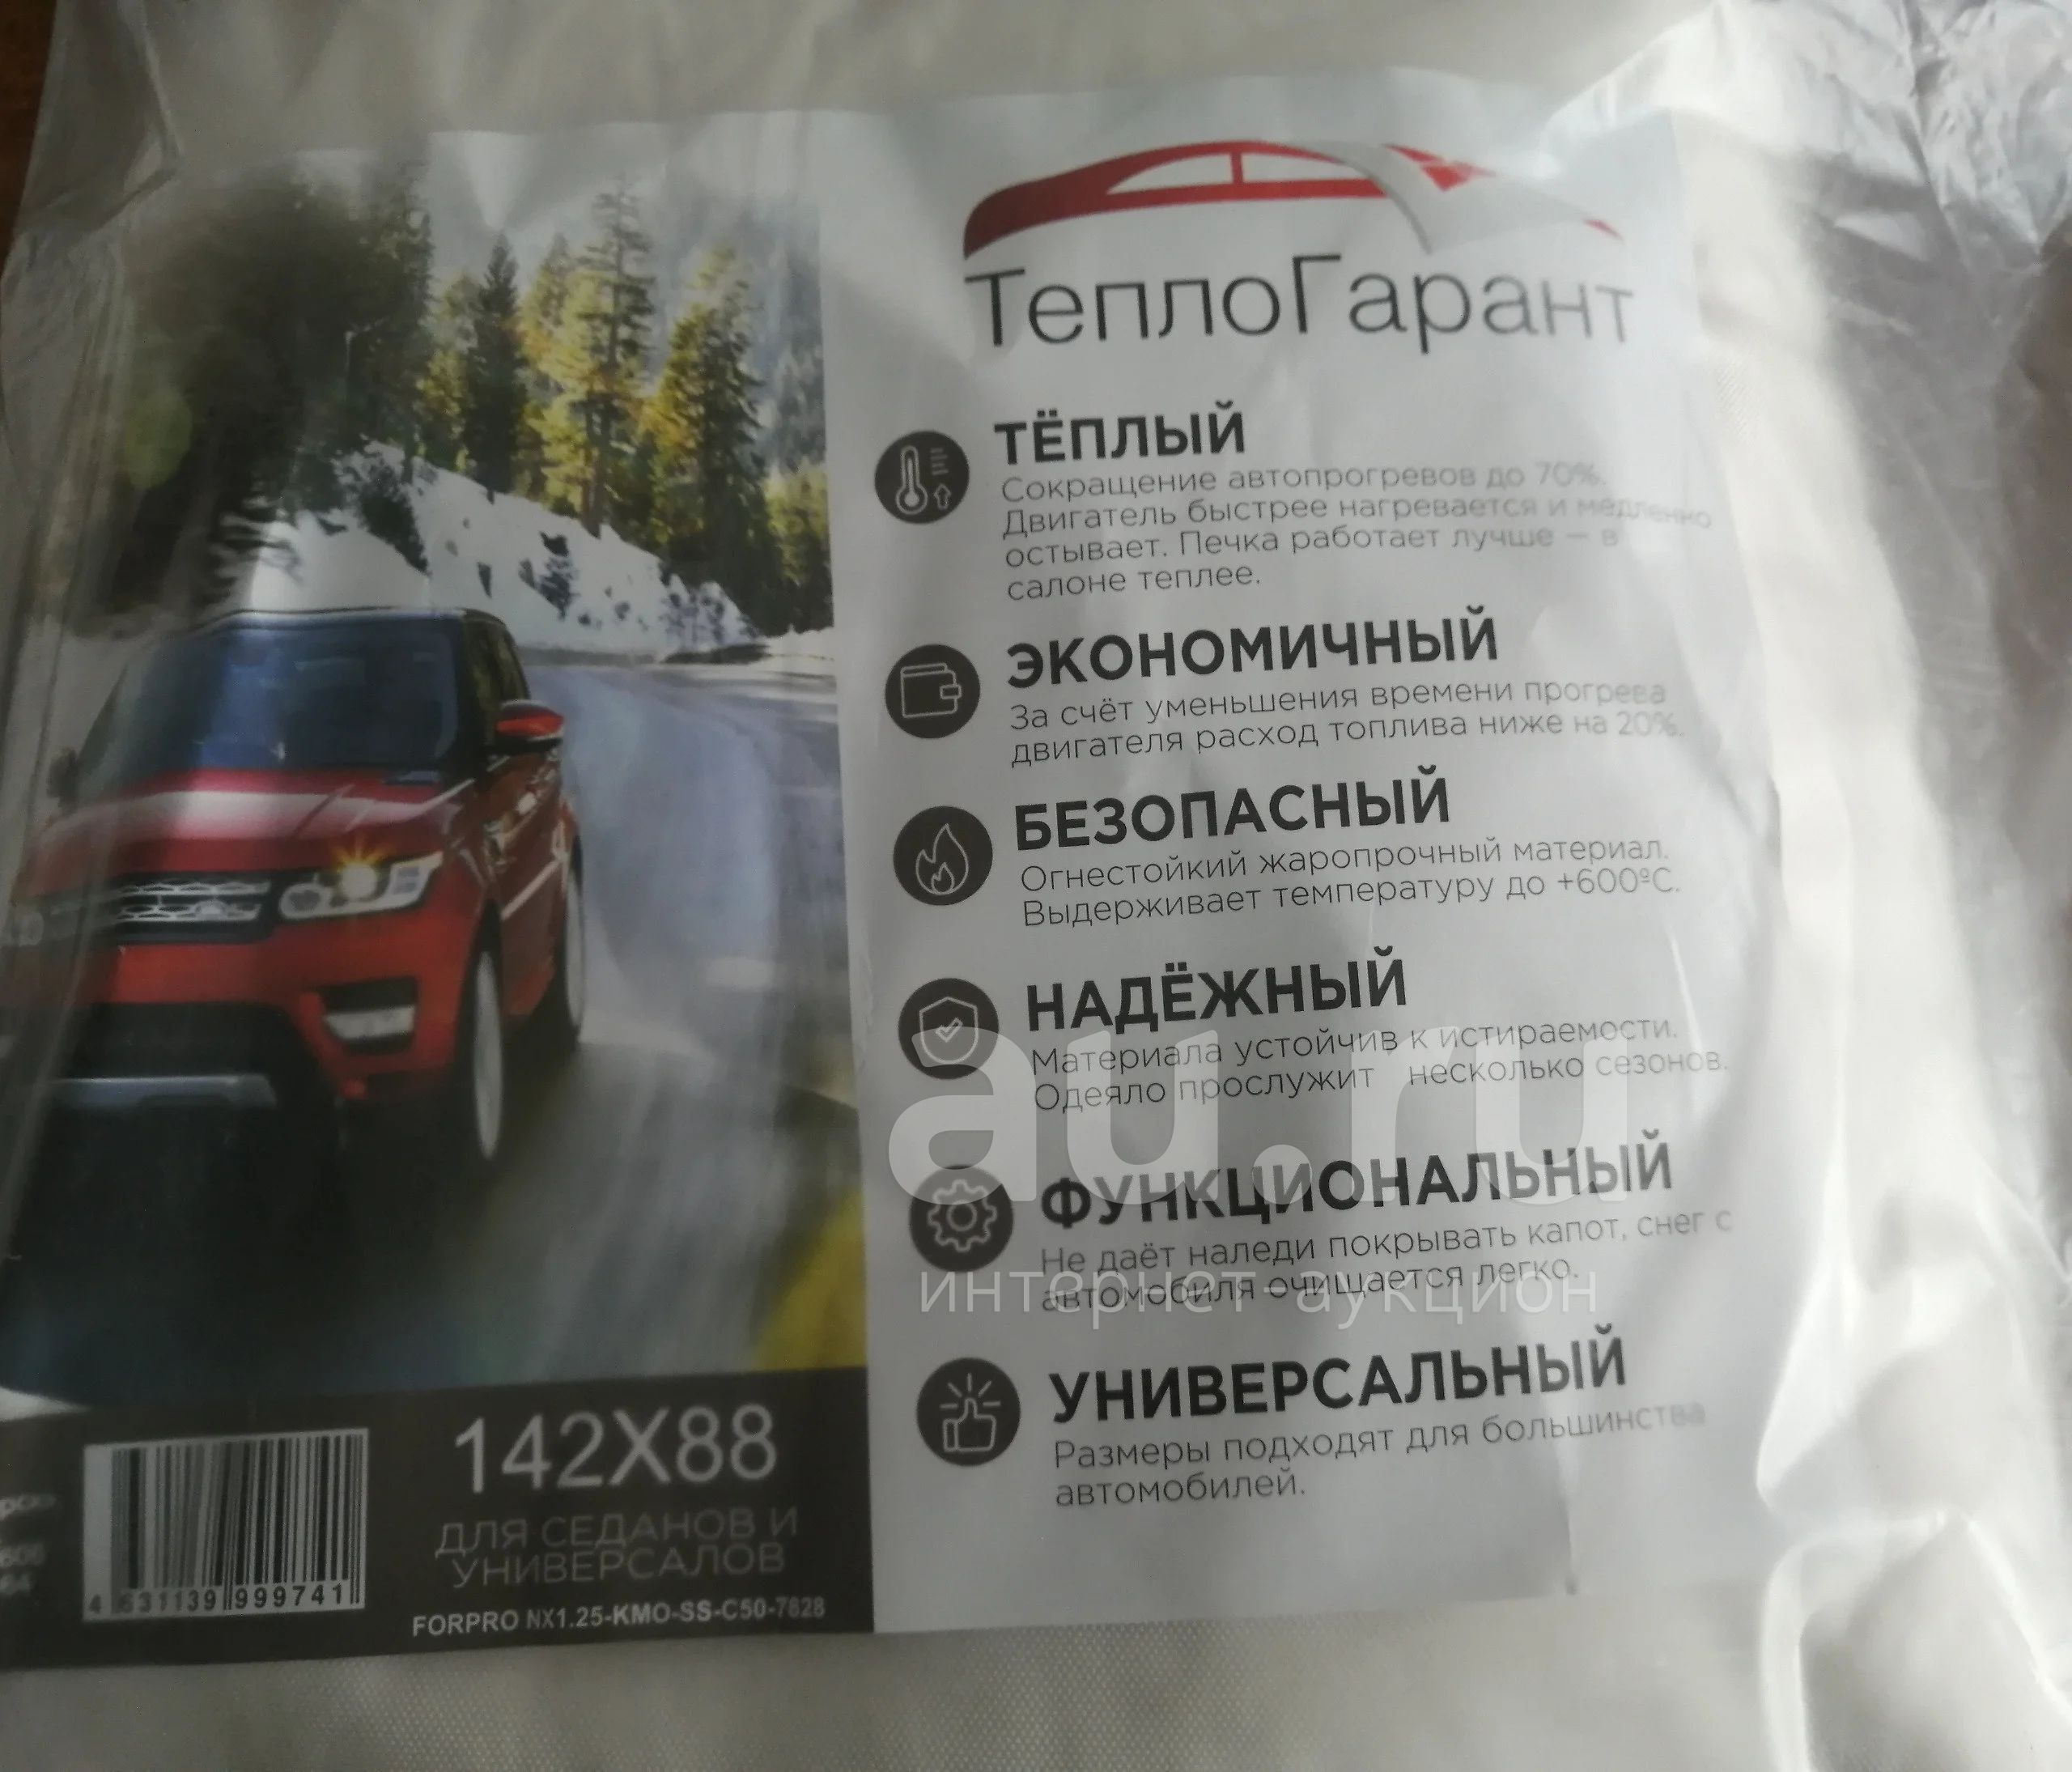 ТеплоГарант
ТЁПЛЫЙ
Сокращение автопрогревов до 70%.
Двигатель быстрее нагревается и медленно
остывает. Печка работает лучше — в
салоне теплее.
ЭКОНОМИЧНЫЙ
За счёт уменьшения времени прогрева
двигателя расход топлива ниже на 20%.
БЕЗОПАСНЫЙ
Огнестойкий жаропрочный материал.
Выдерживает температуру до +600ºС.
НАДЁЖНЫЙ
Материала устойчив к истираемости.
Одеяло прослужит несколько сезонов.
ФУНКЦИОНАЛЬНЫЙ
Не даёт наледи покрывать капот, снег с
автомобиля очищается легко.
УНИВЕРСАЛЬНЫЙ
Размеры подходят для большинства
автомобилей.
142X88
ДЛЯ СЕДАНОВ И
УНИВЕРСАЛОВ
FORPRO NX1.25-KMO-SS-C50-7828
4 631139 999741
au.ru
интернет-аукцион